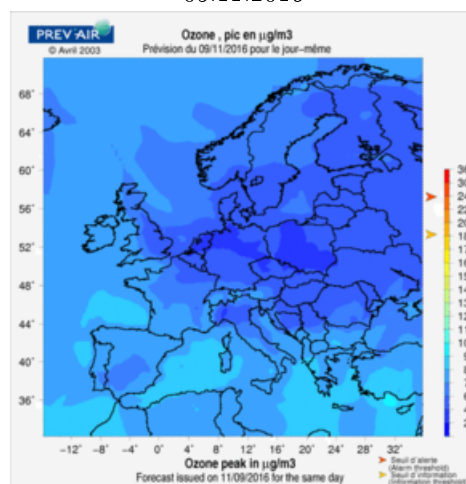 PREV'AIR
© Avril 2003
Ozone , pic en µg/m3
Prévision du 09/11/2016 pour le jour-même
68°
64°
60°
56°
52°
48°
44°
40°
36°
-12° -8° -4° 0° 4° 8° 12° 16° 20° 24° 28° 32°
Ozone peak in µg/m3
Forecast issued on 11/09/2016 for the same day
Seuil d'alerte
(Alarm threshold)
Seuil d'information
(Information threshold)